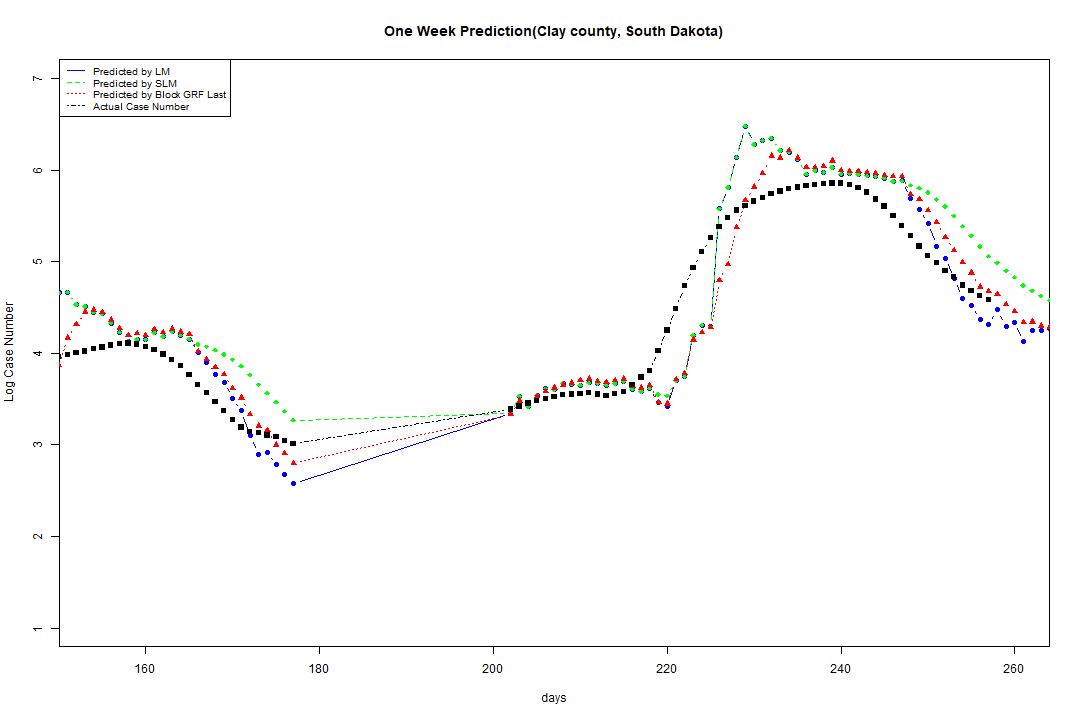 One Week Prediction(Clay county, South Dakota)
Predicted by LM
Predicted by SLM
Predicted by Block GRF Last
Actual Case Number
7
6
5
4
3
2
1
Log Case Number
160 180 200 220 240 260
days